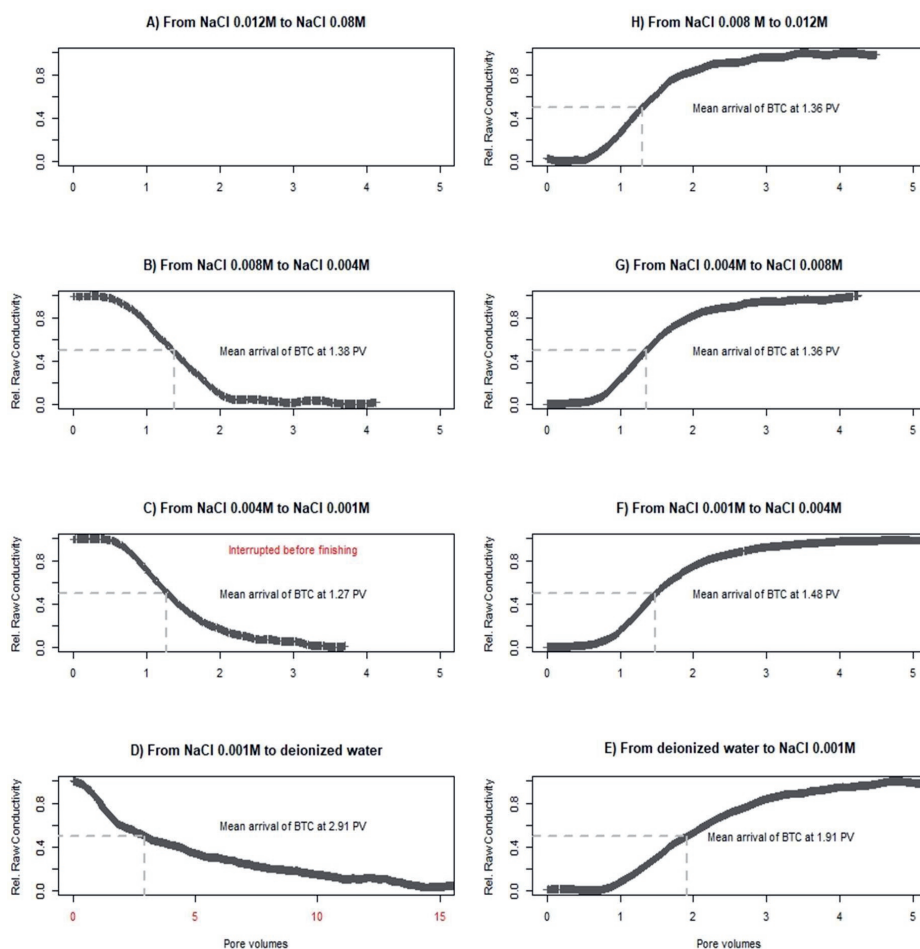 A) From NaCl 0.012M to NaCl 0.08M
0.0 0.4 0.8
Rel. Raw Conductivity
0 1 2 3 4 5
H) From NaCl 0.008 M to 0.012M
0.0 0.4 0.8
Rel. Raw Conductivity
Mean arrival of BTC at 1.36 PV
0 1 2 3 4 5
B) From NaCl 0.008M to NaCl 0.004M
0.0 0.4 0.8
Rel. Raw Conductivity
Mean arrival of BTC at 1.38 PV
0 1 2 3 4 5
G) From NaCl 0.004M to NaCl 0.008M
0.0 0.4 0.8
Rel. Raw Conductivity
Mean arrival of BTC at 1.36 PV
0 1 2 3 4 5
C) From NaCl 0.004M to NaCl 0.001M
0.0 0.4 0.8
Rel. Raw Conductivity
Interrupted before finishing
Mean arrival of BTC at 1.27 PV
0 1 2 3 4 5
F) From NaCl 0.001M to NaCl 0.004M
0.0 0.4 0.8
Rel. Raw Conductivity
Mean arrival of BTC at 1.48 PV
0 1 2 3 4 5
D) From NaCl 0.001M to deionized water
0.0 0.4 0.8
Rel. Raw Conductivity
Mean arrival of BTC at 2.91 PV
0 5 10 15
Pore volumes
E) From deionized water to NaCl 0.001M
0.0 0.4 0.8
Rel. Raw Conductivity
Mean arrival of BTC at 1.91 PV
0 1 2 3 4 5
Pore volumes